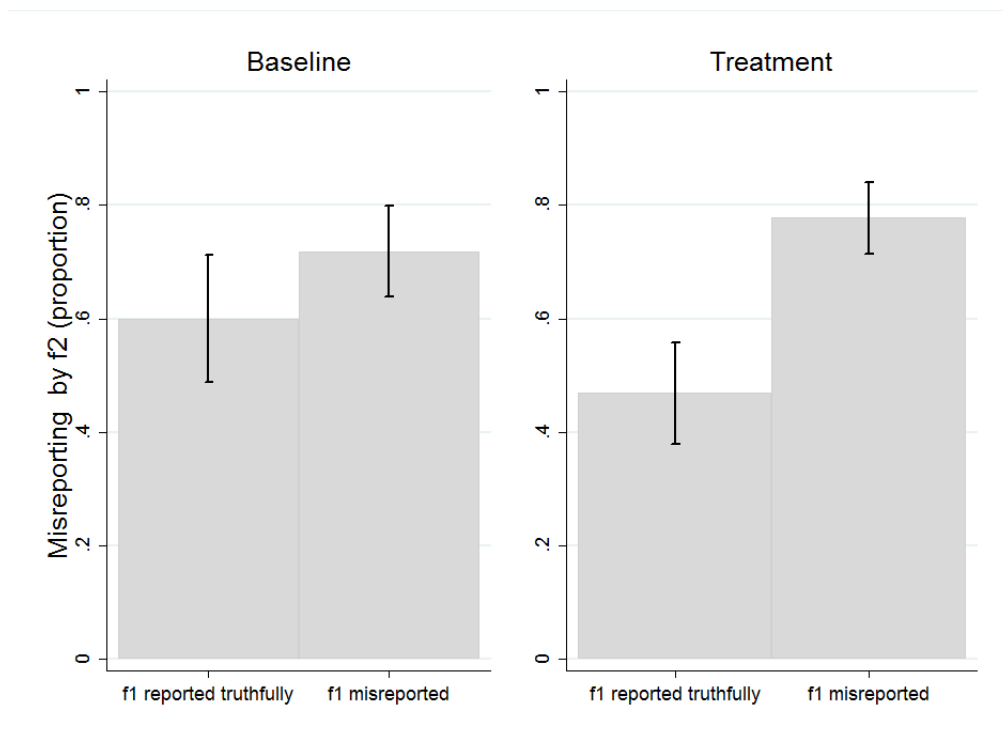 Baseline
Treatment
Misreporting by f2 (proportion)
1
.8
.6
.4
.2
0
f1 reported truthfully
f1 misreported
1
.8
.6
.4
.2
0
f1 reported truthfully
f1 misreported